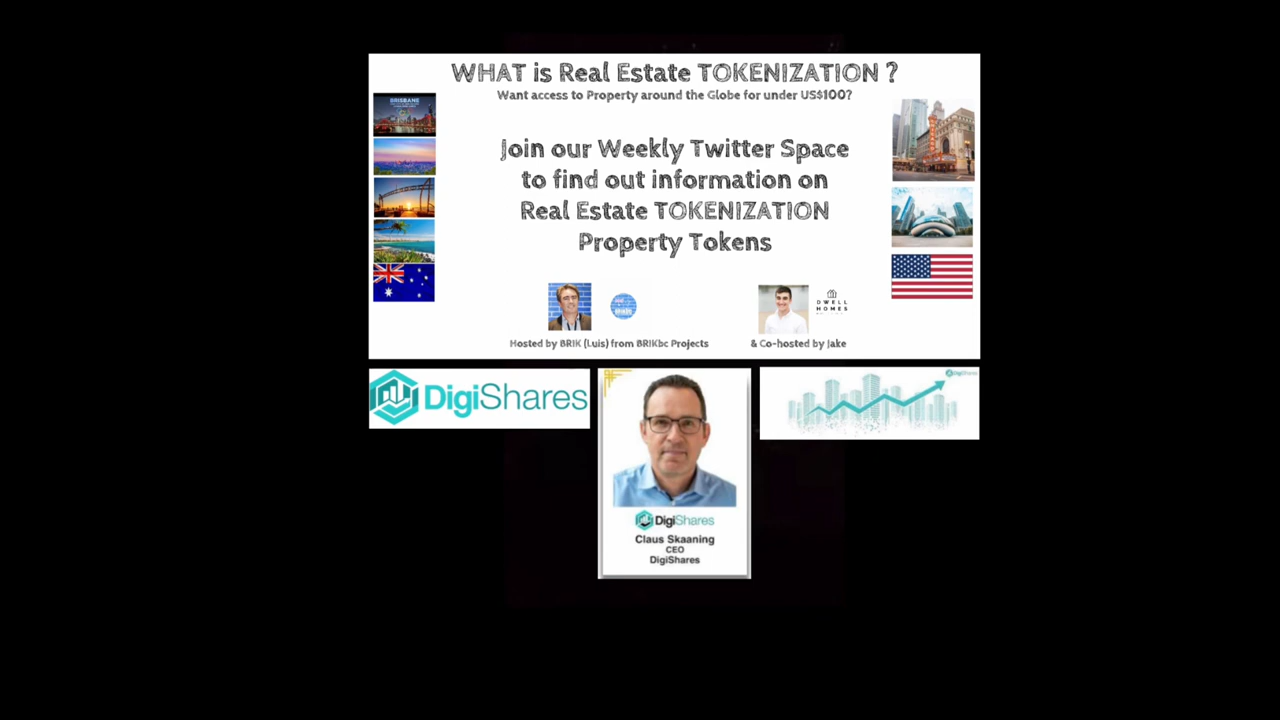 WHAT is Real Estate TOKENIZATION ?
Want access to Property around the Globe for under US$100?
BRISBANE
Join our Weekly Twitter Space
to find out information on
Real Estate TOKENIZATION
Property Tokens
DWELL
HOMES
Hosted by BRIK (Luis) from BRIKbc Projects
& Co-hosted by Jake
DigiShares
DigiShares
DigiShares
Claus Skaaning
CEO
DigiShares